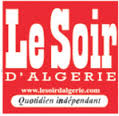 Le Soir
D'ALGERIE
www.lesoirdalgerie.com
Quotidien indépendant